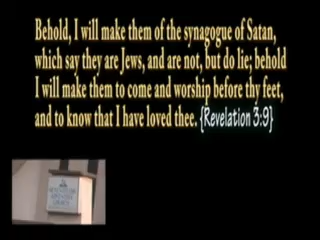 Behold, I will make them of the synagogue of Satan,
which say they are Jews, and are not, but do lie; behold
I will make them to come and worship before thy feet,
and to know that I have loved thee. {Revelation 3:9}